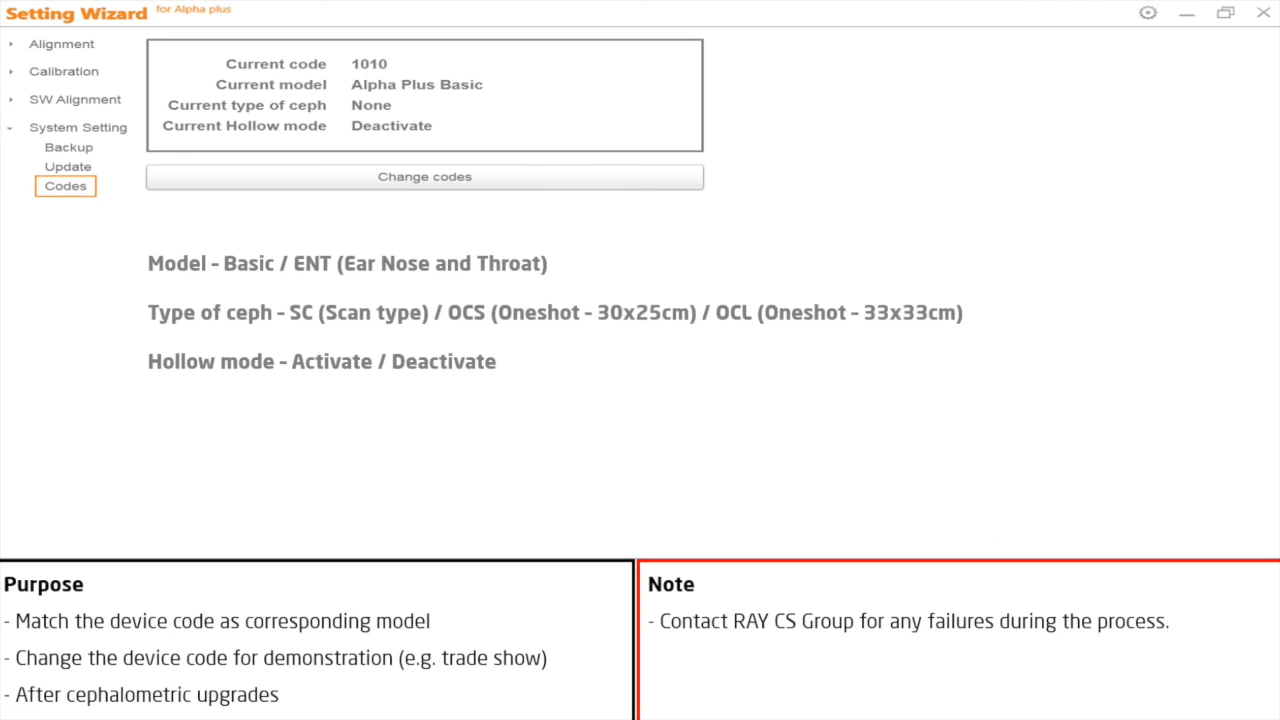 Setting Wizard for Alpha plus
Alignment
Calibration
SW Alignment
System Setting
Backup
Update
Codes
Current code 1010
Current model Alpha Plus Basic
Current type of ceph None
Current Hollow mode Deactivate
Change codes
Model – Basic / ENT (Ear Nose and Throat)
Type of ceph – SC (Scan type) / OCS (Oneshot – 30x25cm) / OCL (Oneshot – 33x33cm)
Hollow mode – Activate / Deactivate
Purpose
- Match the device code as corresponding model
- Change the device code for demonstration (e.g. trade show)
- After cephalometric upgrades
Note
- Contact RAY CS Group for any failures during the process.